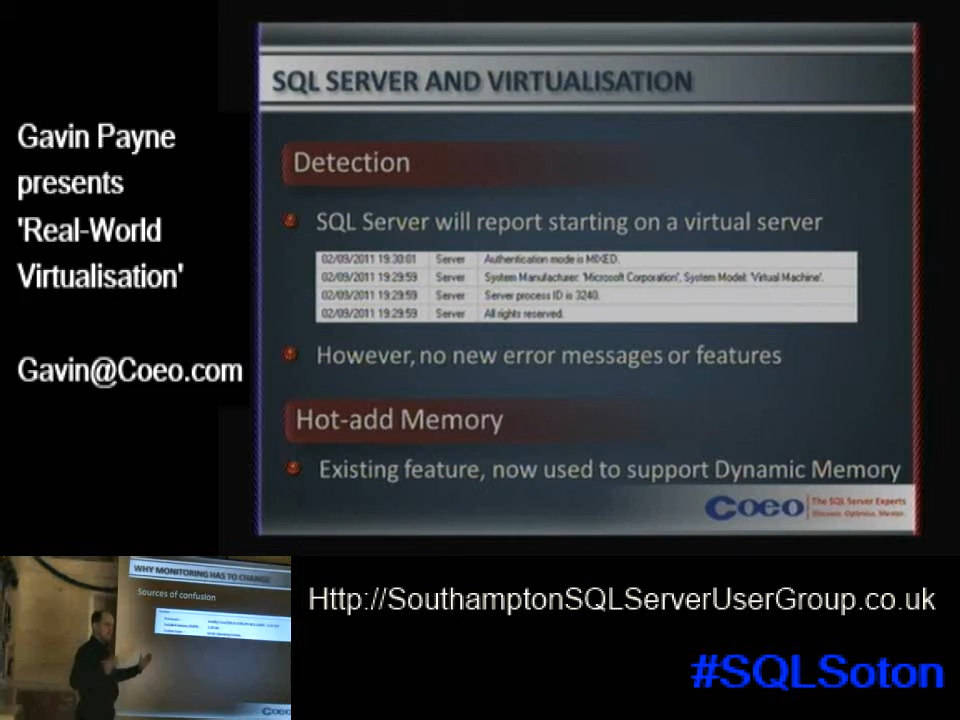 Gavin Payne
presents
'Real-World
Virtualisation'
Gavin@Coeo.com
SQL SERVER AND VIRTUALISATION
Detection
SQL Server will report starting on a virtual server
02/09/2011 19:30:01 Server Authentication mode is MIXED.
02/09/2011 19:29:59 Server System Manufacturer: 'Microsoft Corporation', System Model: 'Virtual Machine'.
02/09/2011 19:29:59 Server Server process ID is 3240.
02/09/2011 19:29:59 Server All rights reserved.
However, no new error messages or features
Hot-add Memory
Existing feature, now used to support Dynamic Memory
Coeo The SQL Server Experts
WHY MONITORING HAS TO CHANGE
Sources of confusion
Coeo
Http://SouthamptonSQLServerUserGroup.co.uk
#SQLSoton